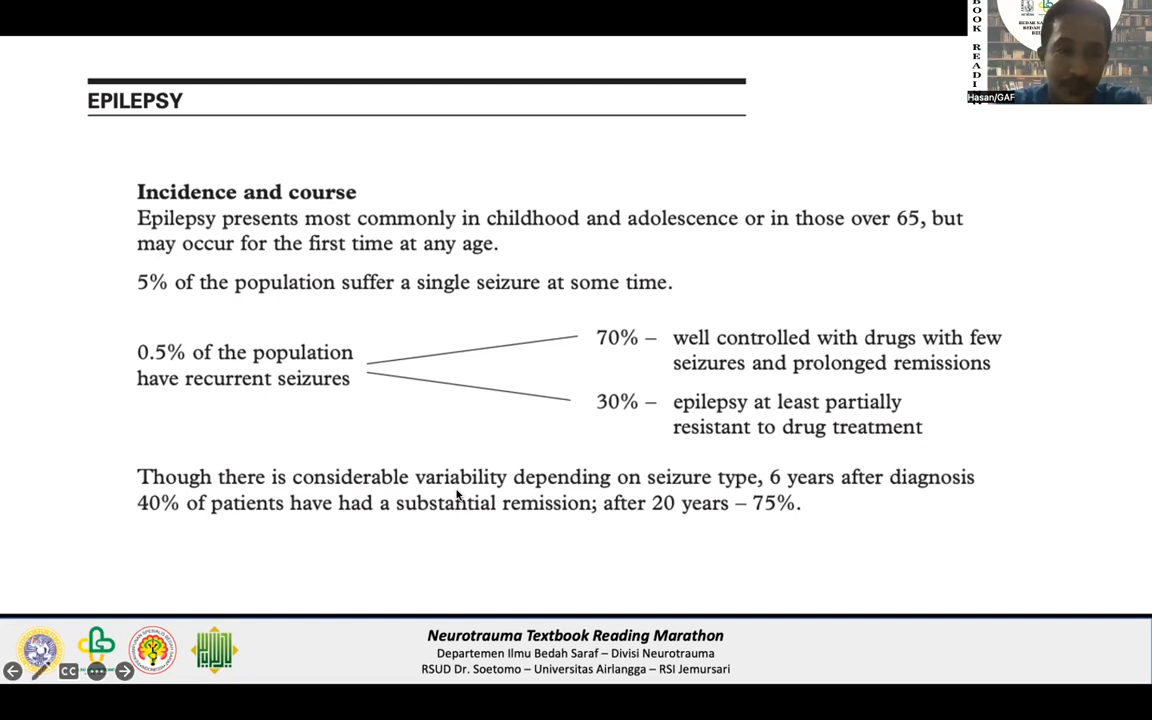 BOOK READI
Hasan/GAF
EPILEPSY
Incidence and course
Epilepsy presents most commonly in childhood and adolescence or in those over 65, but
may occur for the first time at any age.
5% of the population suffer a single seizure at some time.
0.5% of the population
have recurrent seizures
70% – well controlled with drugs with few
seizures and prolonged remissions
30% – epilepsy at least partially
resistant to drug treatment
Though there is considerable variability depending on seizure type, 6 years after diagnosis
40% of patients have had a substantial remission; after 20 years – 75%.
Neurotrauma Textbook Reading Marathon
Departemen Ilmu Bedah Saraf – Divisi Neurotrauma
RSUD Dr. Soetomo – Universitas Airlangga – RSI Jemursari
CC